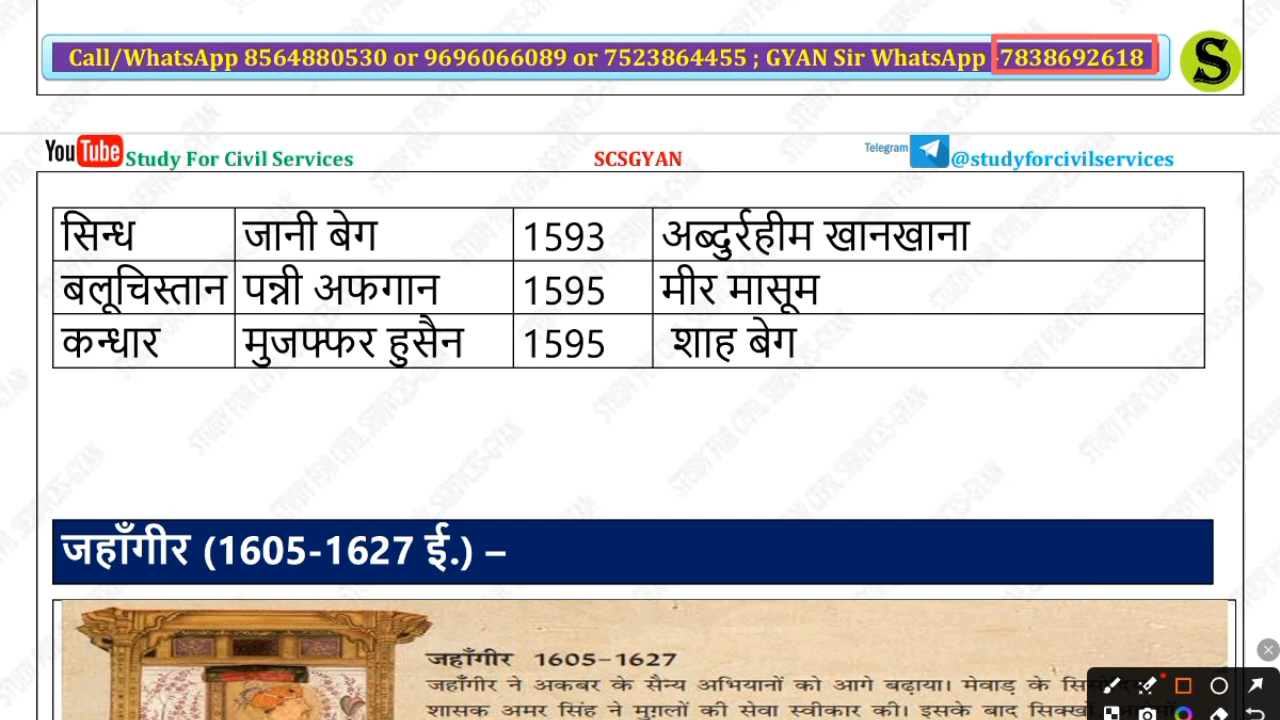 Call/WhatsApp 8564880530 or 9696066089 or 7523864455 ; GYAN Sir WhatsApp 7838692618
S
YouTube Study For Civil Services SCSGYAN Telegram @studyforcivilservices
सिन्ध जानी बेग 1593 अब्दुर्रहीम खानखाना
बलूचिस्तान पन्नी अफगान 1595 मीर मासूम
कन्धार मुजफ्फर हुसैन 1595 शाह बेग
जहाँगीर (1605-1627 ई.) –
जहाँगीर 1605–1627
जहाँगीर ने अकबर के सैन्य अभियानों को आगे बढ़ाया। मेवाड़ के
शासक अमर सिंह ने मुग़लों की सेवा स्वीकार की। इसके बाद सिक्खों